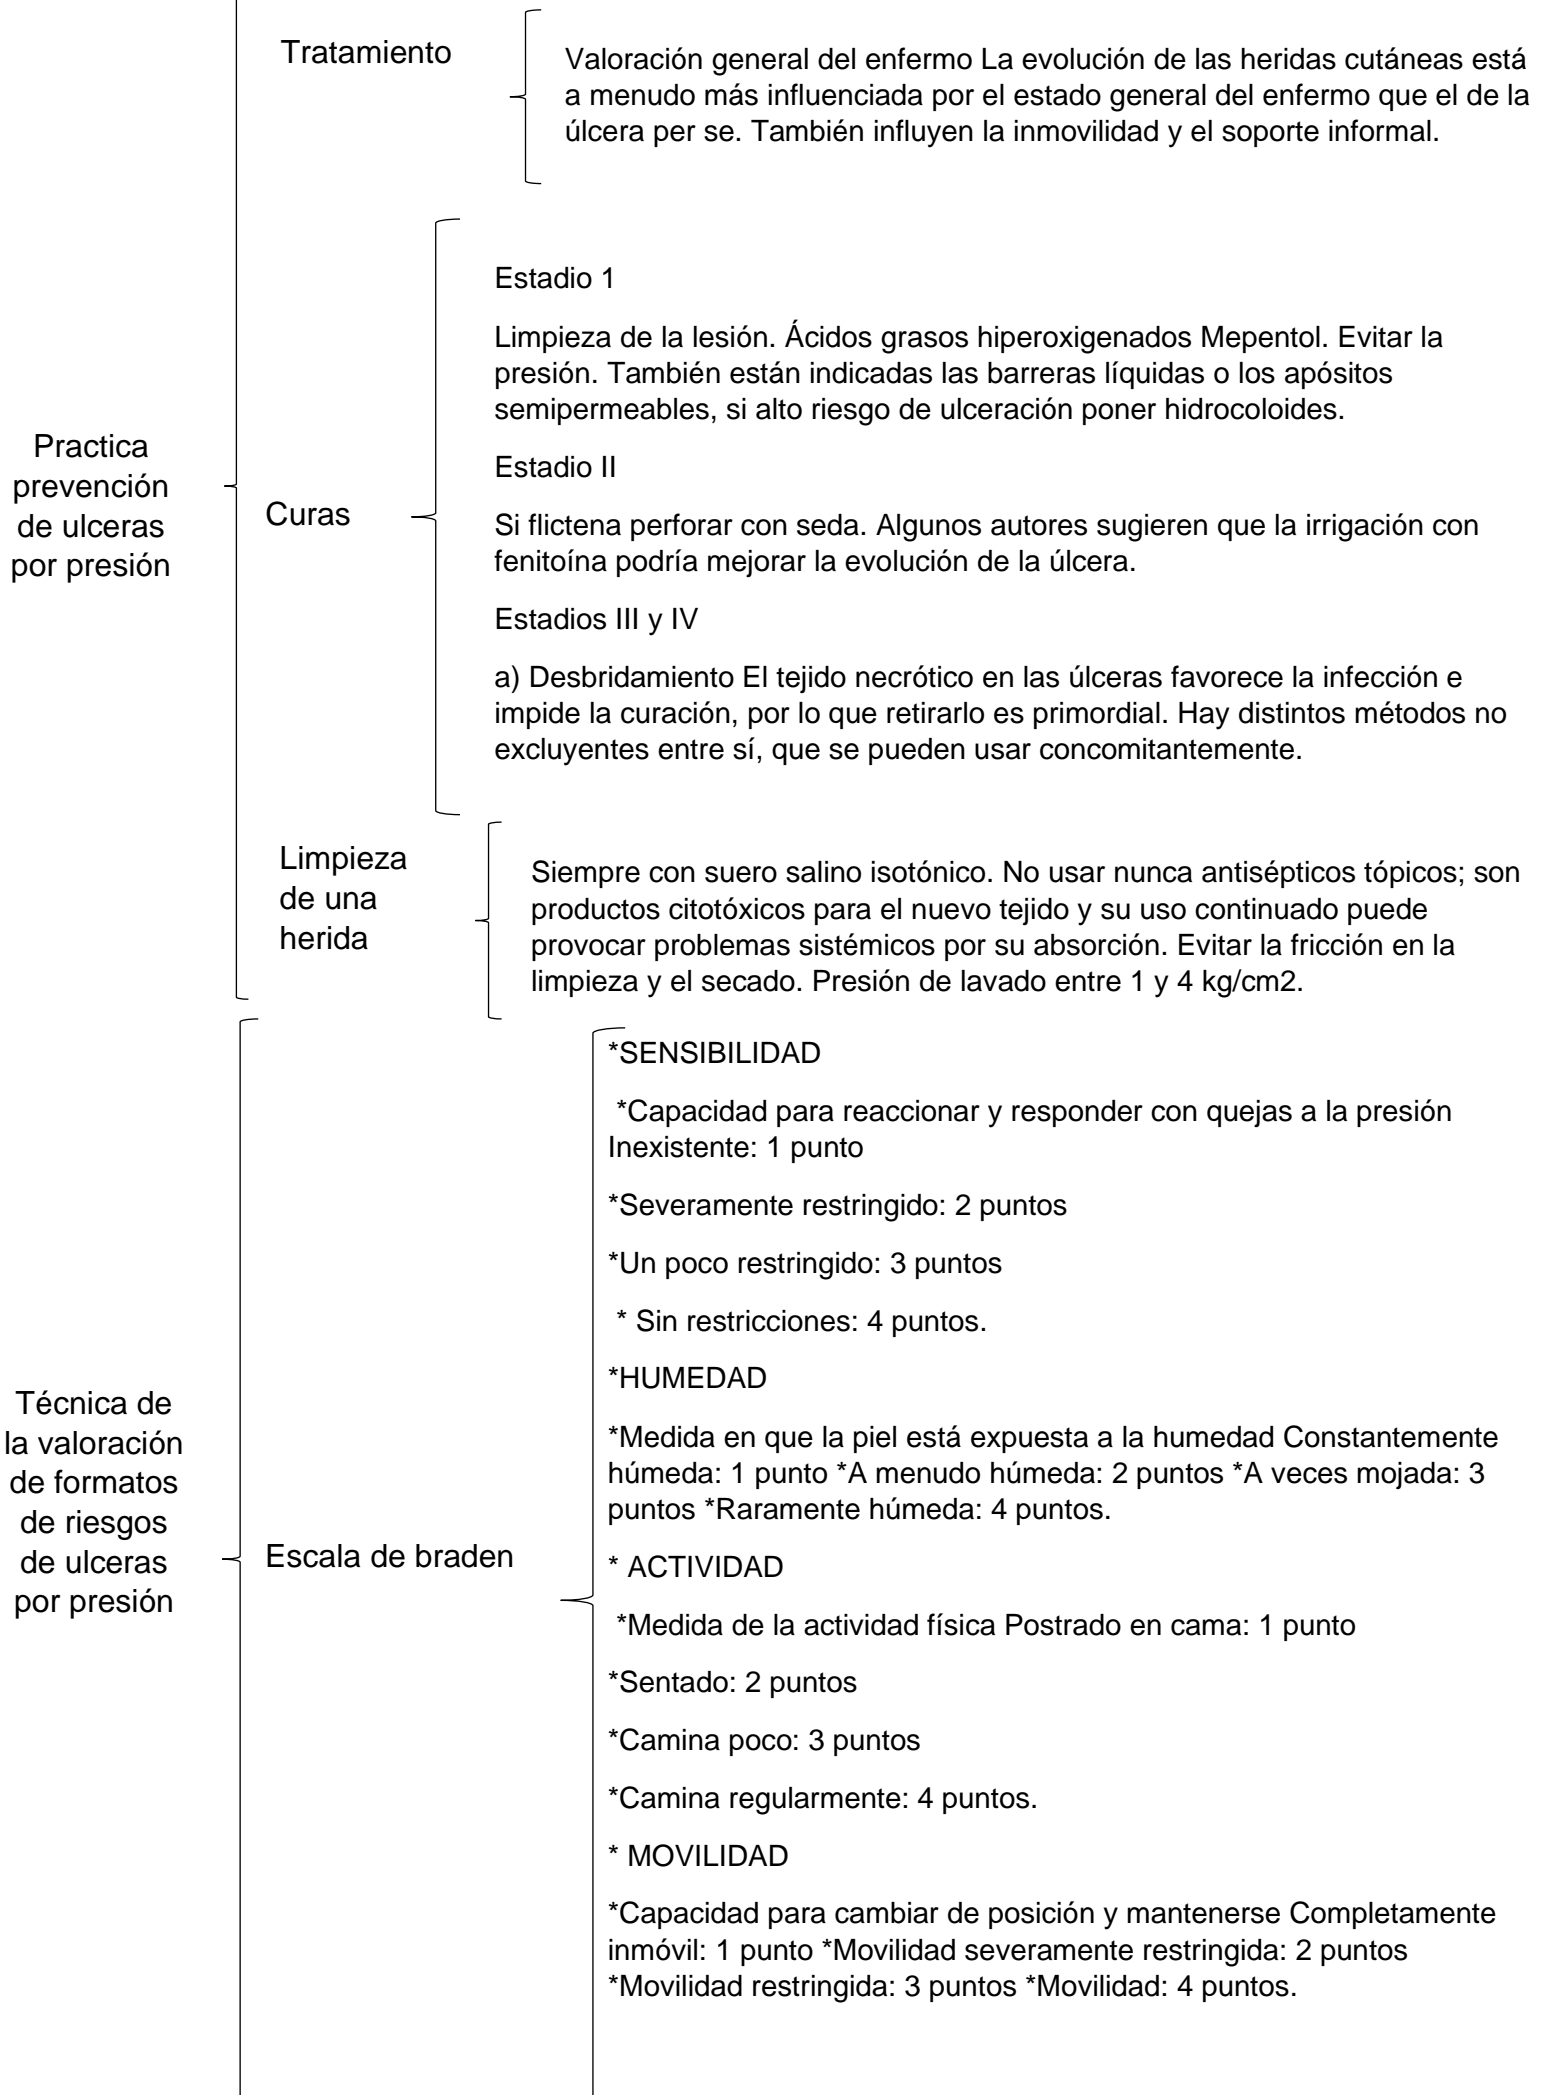 Practica
prevención
de ulceras
por presión
Tratamiento
Valoración general del enfermo La evolución de las heridas cutáneas está
a menudo más influenciada por el estado general del enfermo que el de la
úlcera per se. También influyen la inmovilidad y el soporte informal.
Curas
Estadio 1
Limpieza de la lesión. Ácidos grasos hiperoxigenados Mepentol. Evitar la
presión. También están indicadas las barreras líquidas o los apósitos
semipermeables, si alto riesgo de ulceración poner hidrocoloides.
Estadio II
Si flictena perforar con seda. Algunos autores sugieren que la irrigación con
fenitoína podría mejorar la evolución de la úlcera.
Estadios III y IV
a) Desbridamiento El tejido necrótico en las úlceras favorece la infección e
impide la curación, por lo que retirarlo es primordial. Hay distintos métodos no
excluyentes entre sí, que se pueden usar concomitantemente.
Limpieza
de una
herida
Siempre con suero salino isotónico. No usar nunca antisépticos tópicos; son
productos citotóxicos para el nuevo tejido y su uso continuado puede
provocar problemas sistémicos por su absorción. Evitar la fricción en la
limpieza y el secado. Presión de lavado entre 1 y 4 kg/cm2.
Técnica de
la valoración
de formatos
de riesgos
de ulceras
por presión
Escala de braden
*SENSIBILIDAD
*Capacidad para reaccionar y responder con quejas a la presión
Inexistente: 1 punto
*Severamente restringido: 2 puntos
*Un poco restringido: 3 puntos
* Sin restricciones: 4 puntos.
*HUMEDAD
*Medida en que la piel está expuesta a la humedad Constantemente
húmeda: 1 punto *A menudo húmeda: 2 puntos *A veces mojada: 3
puntos *Raramente húmeda: 4 puntos.
* ACTIVIDAD
*Medida de la actividad física Postrado en cama: 1 punto
*Sentado: 2 puntos
*Camina poco: 3 puntos
*Camina regularmente: 4 puntos.
* MOVILIDAD
*Capacidad para cambiar de posición y mantenerse Completamente
inmóvil: 1 punto *Movilidad severamente restringida: 2 puntos
*Movilidad restringida: 3 puntos *Movilidad: 4 puntos.